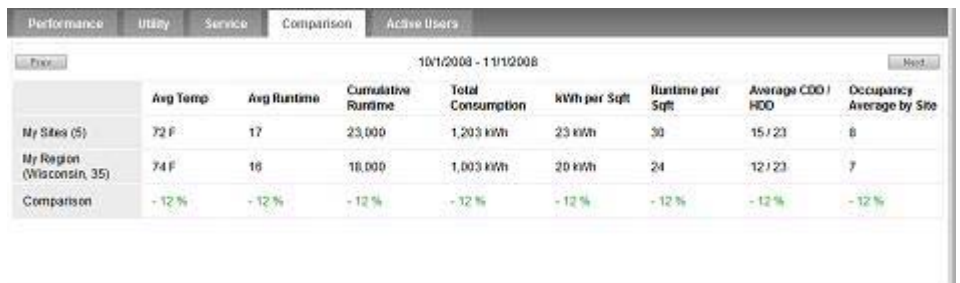 Performance Utility Service Comparison Active Users
Prev 10/1/2008 - 11/1/2008 Next
Avg Temp Avg Runtime Cumulative Runtime Total Consumption kWh per Sqft Runtime per Sqft Average CDD / HDD Occupancy Average by Site
My Sites (5) 72 F 17 23,000 1,203 kWh 23 kWh 30 15 / 23 8
My Region (Wisconsin, 35) 74 F 16 18,000 1,003 kWh 20 kWh 24 12 / 23 7
Comparison - 12 % - 12 % - 12 % - 12 % - 12 % - 12 % - 12 % - 12 %